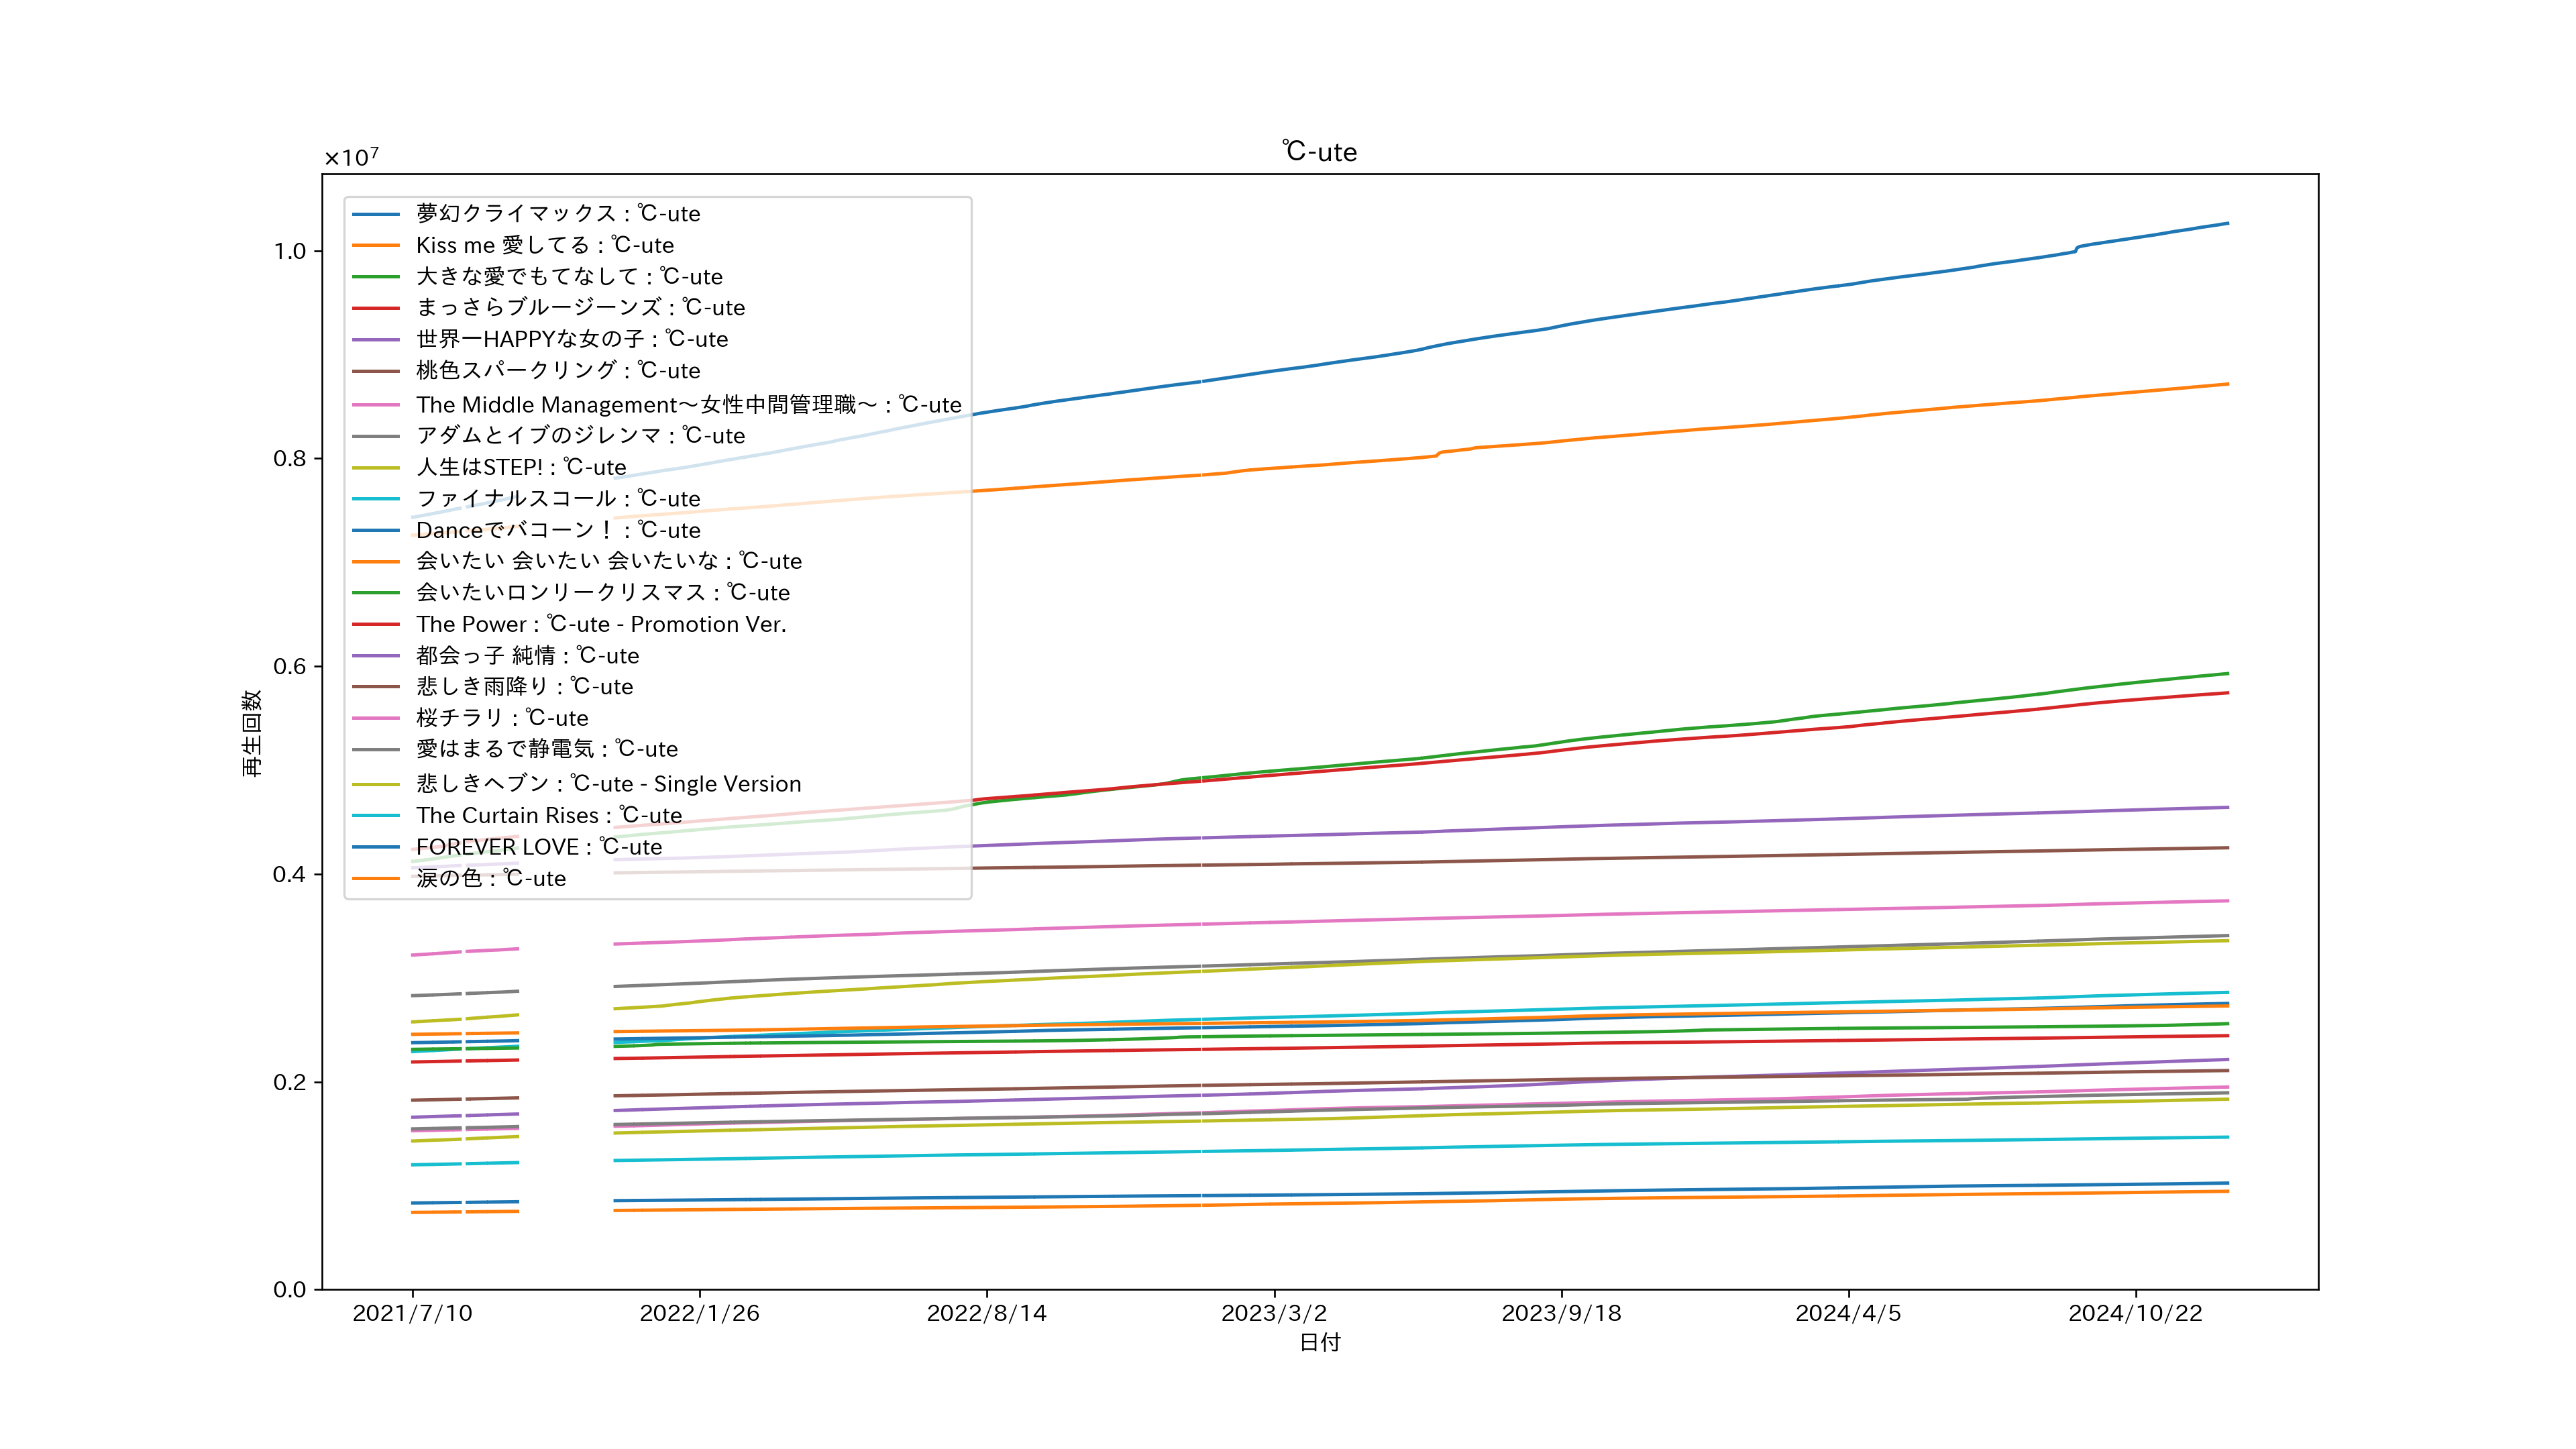 ℃-ute
×10⁷
夢幻クライマックス : ℃-ute
Kiss me 愛してる : ℃-ute
大きな愛でもてなして : ℃-ute
まっさらブルージーンズ : ℃-ute
世界一HAPPYな女の子 : ℃-ute
桃色スパークリング : ℃-ute
The Middle Management～女性中間管理職～ : ℃-ute
アダムとイブのジレンマ : ℃-ute
人生はSTEP! : ℃-ute
ファイナルスコール : ℃-ute
Danceでバコーン！ : ℃-ute
会いたい 会いたい 会いたいな : ℃-ute
会いたいロンリークリスマス : ℃-ute
The Power : ℃-ute - Promotion Ver.
都会っ子 純情 : ℃-ute
悲しき雨降り : ℃-ute
桜チラリ : ℃-ute
愛はまるで静電気 : ℃-ute
悲しきヘブン : ℃-ute - Single Version
The Curtain Rises : ℃-ute
FOREVER LOVE : ℃-ute
涙の色 : ℃-ute
1.0
0.8
0.6
0.4
0.2
0.0
再生回数
2021/7/10
2022/1/26
2022/8/14
2023/3/2
2023/9/18
2024/4/5
2024/10/22
日付